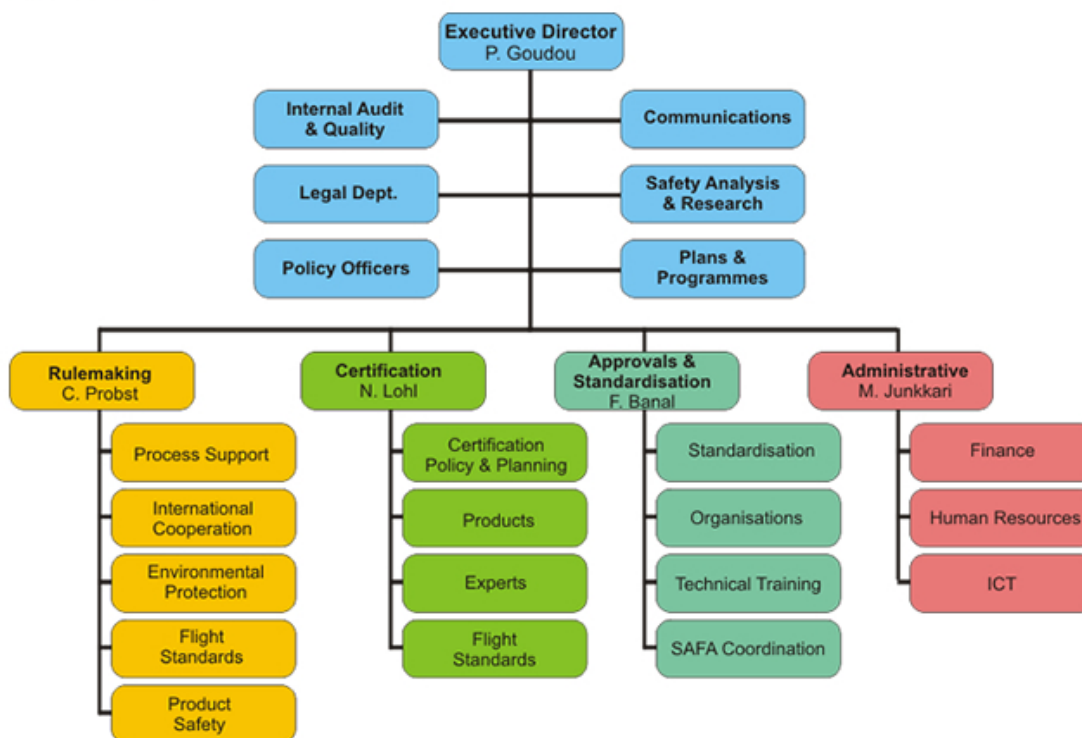 Executive Director
P. Goudou
Internal Audit
& Quality
Communications
Legal Dept.
Safety Analysis
& Research
Policy Officers
Plans &
Programmes
Rulemaking
C. Probst
Process Support
International
Cooperation
Environmental
Protection
Flight
Standards
Product
Safety
Certification
N. Lohl
Certification
Policy & Planning
Products
Experts
Flight
Standards
Approvals &
Standardisation
F. Banal
Standardisation
Organisations
Technical Training
SAFA Coordination
Administrative
M. Junkkari
Finance
Human Resources
ICT